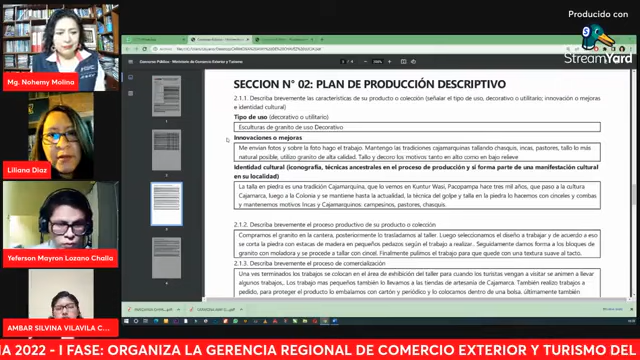 Producido con
StreamYard
Mg. Nohemy Molina
Liliana Diaz
Yeferson Mayron Lozano Challa
AMBAR SILVINA VILAVILA C...
Concurso Público - Ministerio de Comercio Exterior y Turismo
SECCION N° 02: PLAN DE PRODUCCIÓN DESCRIPTIVO
2.1.1. Describa brevemente las características de su producto o colección (señalar el tipo de uso, decorativo o utilitario; innovación o mejoras
e identidad cultural)
Tipo de uso (decorativo o utilitario)
Esculturas de granito de uso Decorativo
Innovaciones o mejoras
Me envían fotos y sobre la foto hago el trabajo. Mantengo las tradiciones cajamarquinas tallando chasquis, incas, pastores, tallo lo más
natural posible, utilizo granito de alta calidad. Tallo y decoro los motivos tanto en alto como en bajo relieve
Identidad cultural (iconografía, técnicas ancestrales en el proceso de producción y si forma parte de una manifestación cultural
en su localidad)
La talla en piedra es una tradición Cajamarquina, que lo vemos en Kuntur Wasi, Pacopampa hace tres mil años, que paso a la cultura
Cajamarca, luego a la Colonia y se mantiene hasta la actualidad, la técnica del golpe y talla en piedra lo hacemos con cinceles y combas
y mantenemos motivos Incas y Cajamarquinos: campesinos, pastores, chasquis.
2.1.2. Describa brevemente el proceso productivo de su producto o colección
Compramos el granito en la cantera, posteriormente lo trasladamos al taller. Luego seleccionamos el diseño a trabajar y de acuerdo a eso
se corta la piedra con estacas de madera en pequeños pedazos según el trabajo a realizar. Seguidamente damos forma a los bloques de
granito con moladora y se procede a tallar con cincel. Finalmente pulimos el trabajo para que quede con una textura suave al tacto.
2.1.3. Describa brevemente el proceso de comercialización
Una vez terminados los trabajos se colocan en el área de exhibición del taller para cuando los turistas vengan a visitar se animen a llevar
algunos trabajos. Los trabajo mas pequeños también lo llevamos a las tiendas de artesanía de Cajamarca. También realizo trabajos a
pedido, para proteger el producto lo embalamos con cartón y periódico y lo colocamos dentro de una bolsa, últimamente también
IA 2022 - I FASE: ORGANIZA LA GERENCIA REGIONAL DE COMERCIO EXTERIOR Y TURISMO DEL